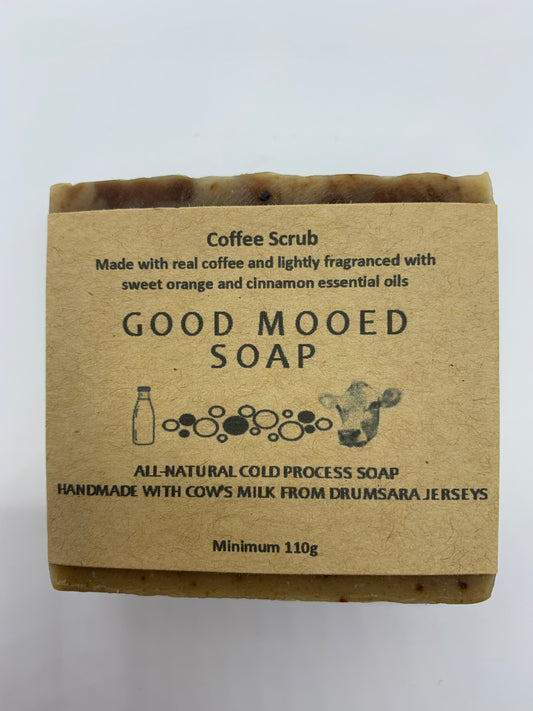 Coffee Scrub
Made with real coffee and lightly fragranced with
sweet orange and cinnamon essential oils
GOOD MOOED
SOAP
ALL-NATURAL COLD PROCESS SOAP
HANDMADE WITH COW'S MILK FROM DRUMSARA JERSEYS
Minimum 110g